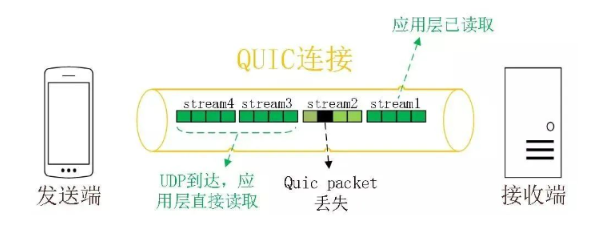 应用层已读取
QUIC连接
stream4 stream3 stream2 stream1
UDP到达，应
用层直接读取
Quic packet
丢失
发送端
接收端